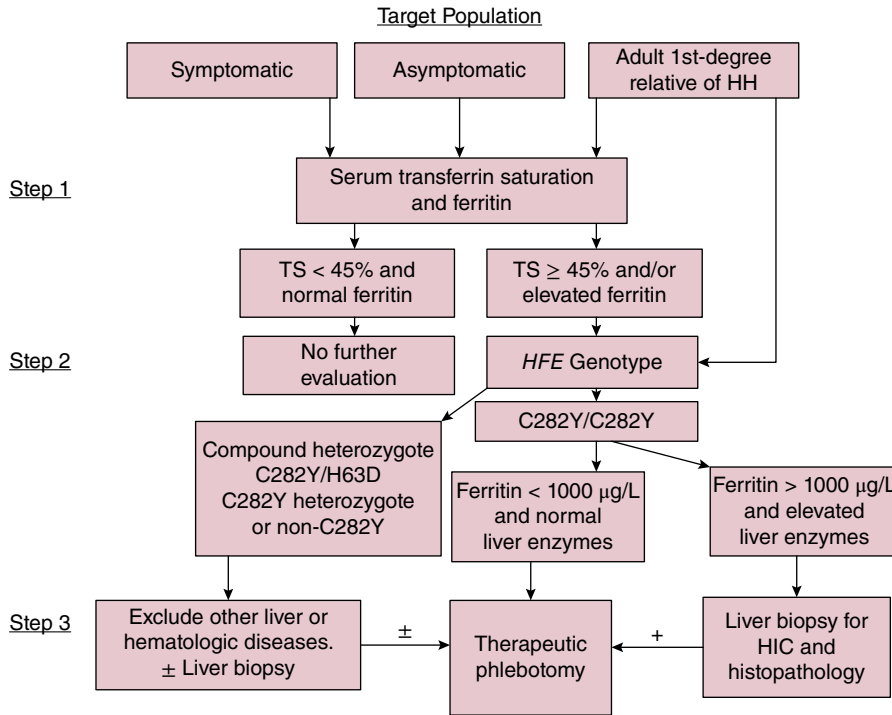 Target Population
Symptomatic
Asymptomatic
Adult 1st-degree
relative of HH
Step 1
Serum transferrin saturation
and ferritin
TS < 45% and
normal ferritin
TS ≥ 45% and/or
elevated ferritin
Step 2
No further
evaluation
HFE Genotype
C282Y/C282Y
Compound heterozygote
C282Y/H63D
C282Y heterozygote
or non-C282Y
Ferritin < 1000 μg/L
and normal
liver enzymes
Ferritin > 1000 μg/L
and elevated
liver enzymes
Step 3
Exclude other liver or
hematologic diseases.
± Liver biopsy
±
Therapeutic
phlebotomy
+
Liver biopsy for
HIC and
histopathology